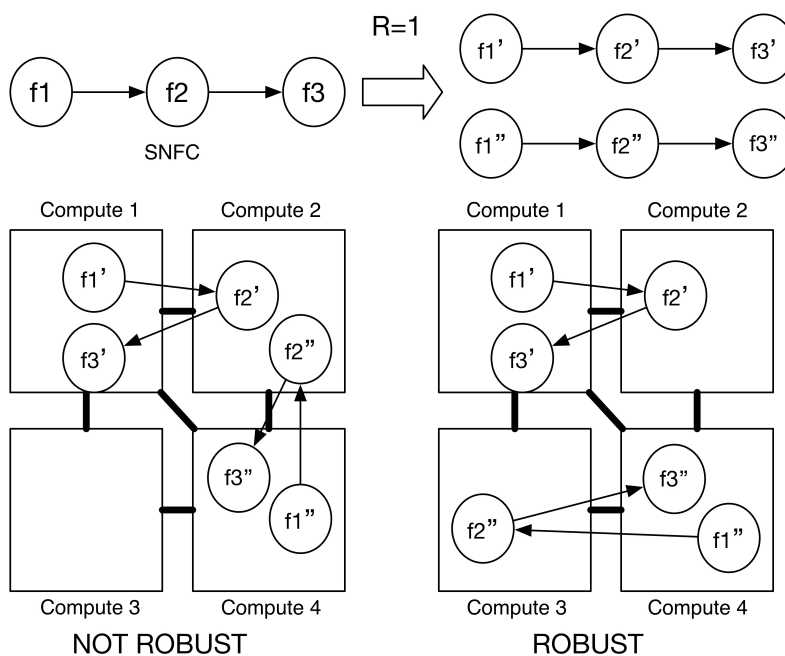 R=1
f1 f2 f3
SNFC
f1’ f2’ f3’
f1” f2” f3”
Compute 1 Compute 2
f1’
f2’
f3’
f2”
f3”
f1”
Compute 3 Compute 4
NOT ROBUST
Compute 1 Compute 2
f1’
f2’
f3’
f3”
f2”
f1”
Compute 3 Compute 4
ROBUST